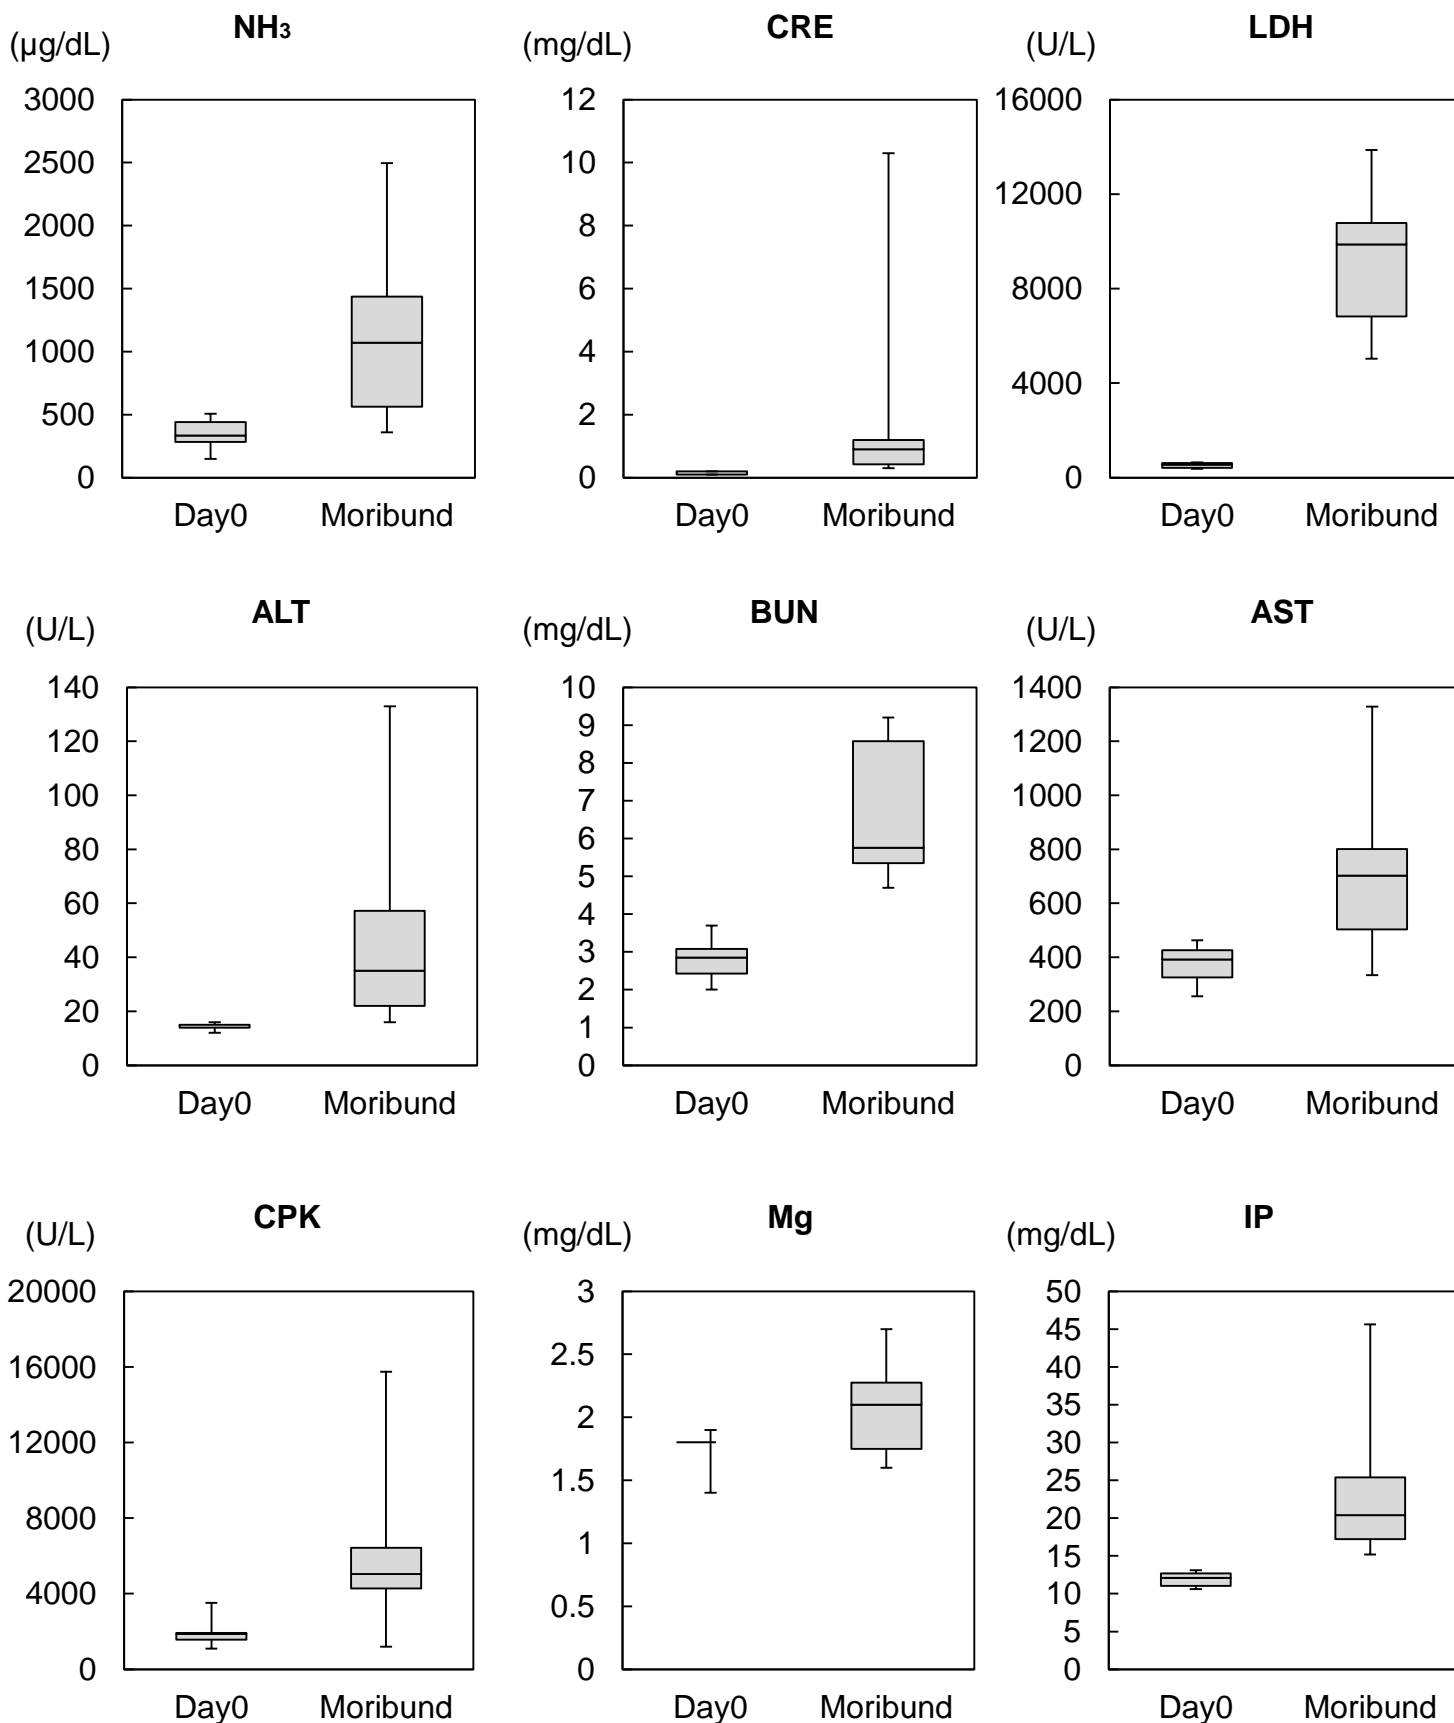 NH₃ CRE LDH
(µg/dL) (mg/dL) (U/L)
3000 12 16000
2500 10
12000
2000 8
1500 6 8000
1000 4
4000
500 2
0 0 0
Day0 Moribund Day0 Moribund Day0 Moribund
ALT BUN AST
(U/L) (mg/dL) (U/L)
140 10 1400
9
120 1200
8
100 1000
7
80 6 800
5
60 600
4
40 3 400
2
20 200
1
0 0 0
Day0 Moribund Day0 Moribund Day0 Moribund
CPK Mg IP
(U/L) (mg/dL) (mg/dL)
20000 3 50
45
16000 2.5 40
35
12000 2 30
1.5 25
8000 1 20
15
4000 0.5 10
5
0 0 0
Day0 Moribund Day0 Moribund Day0 Moribund